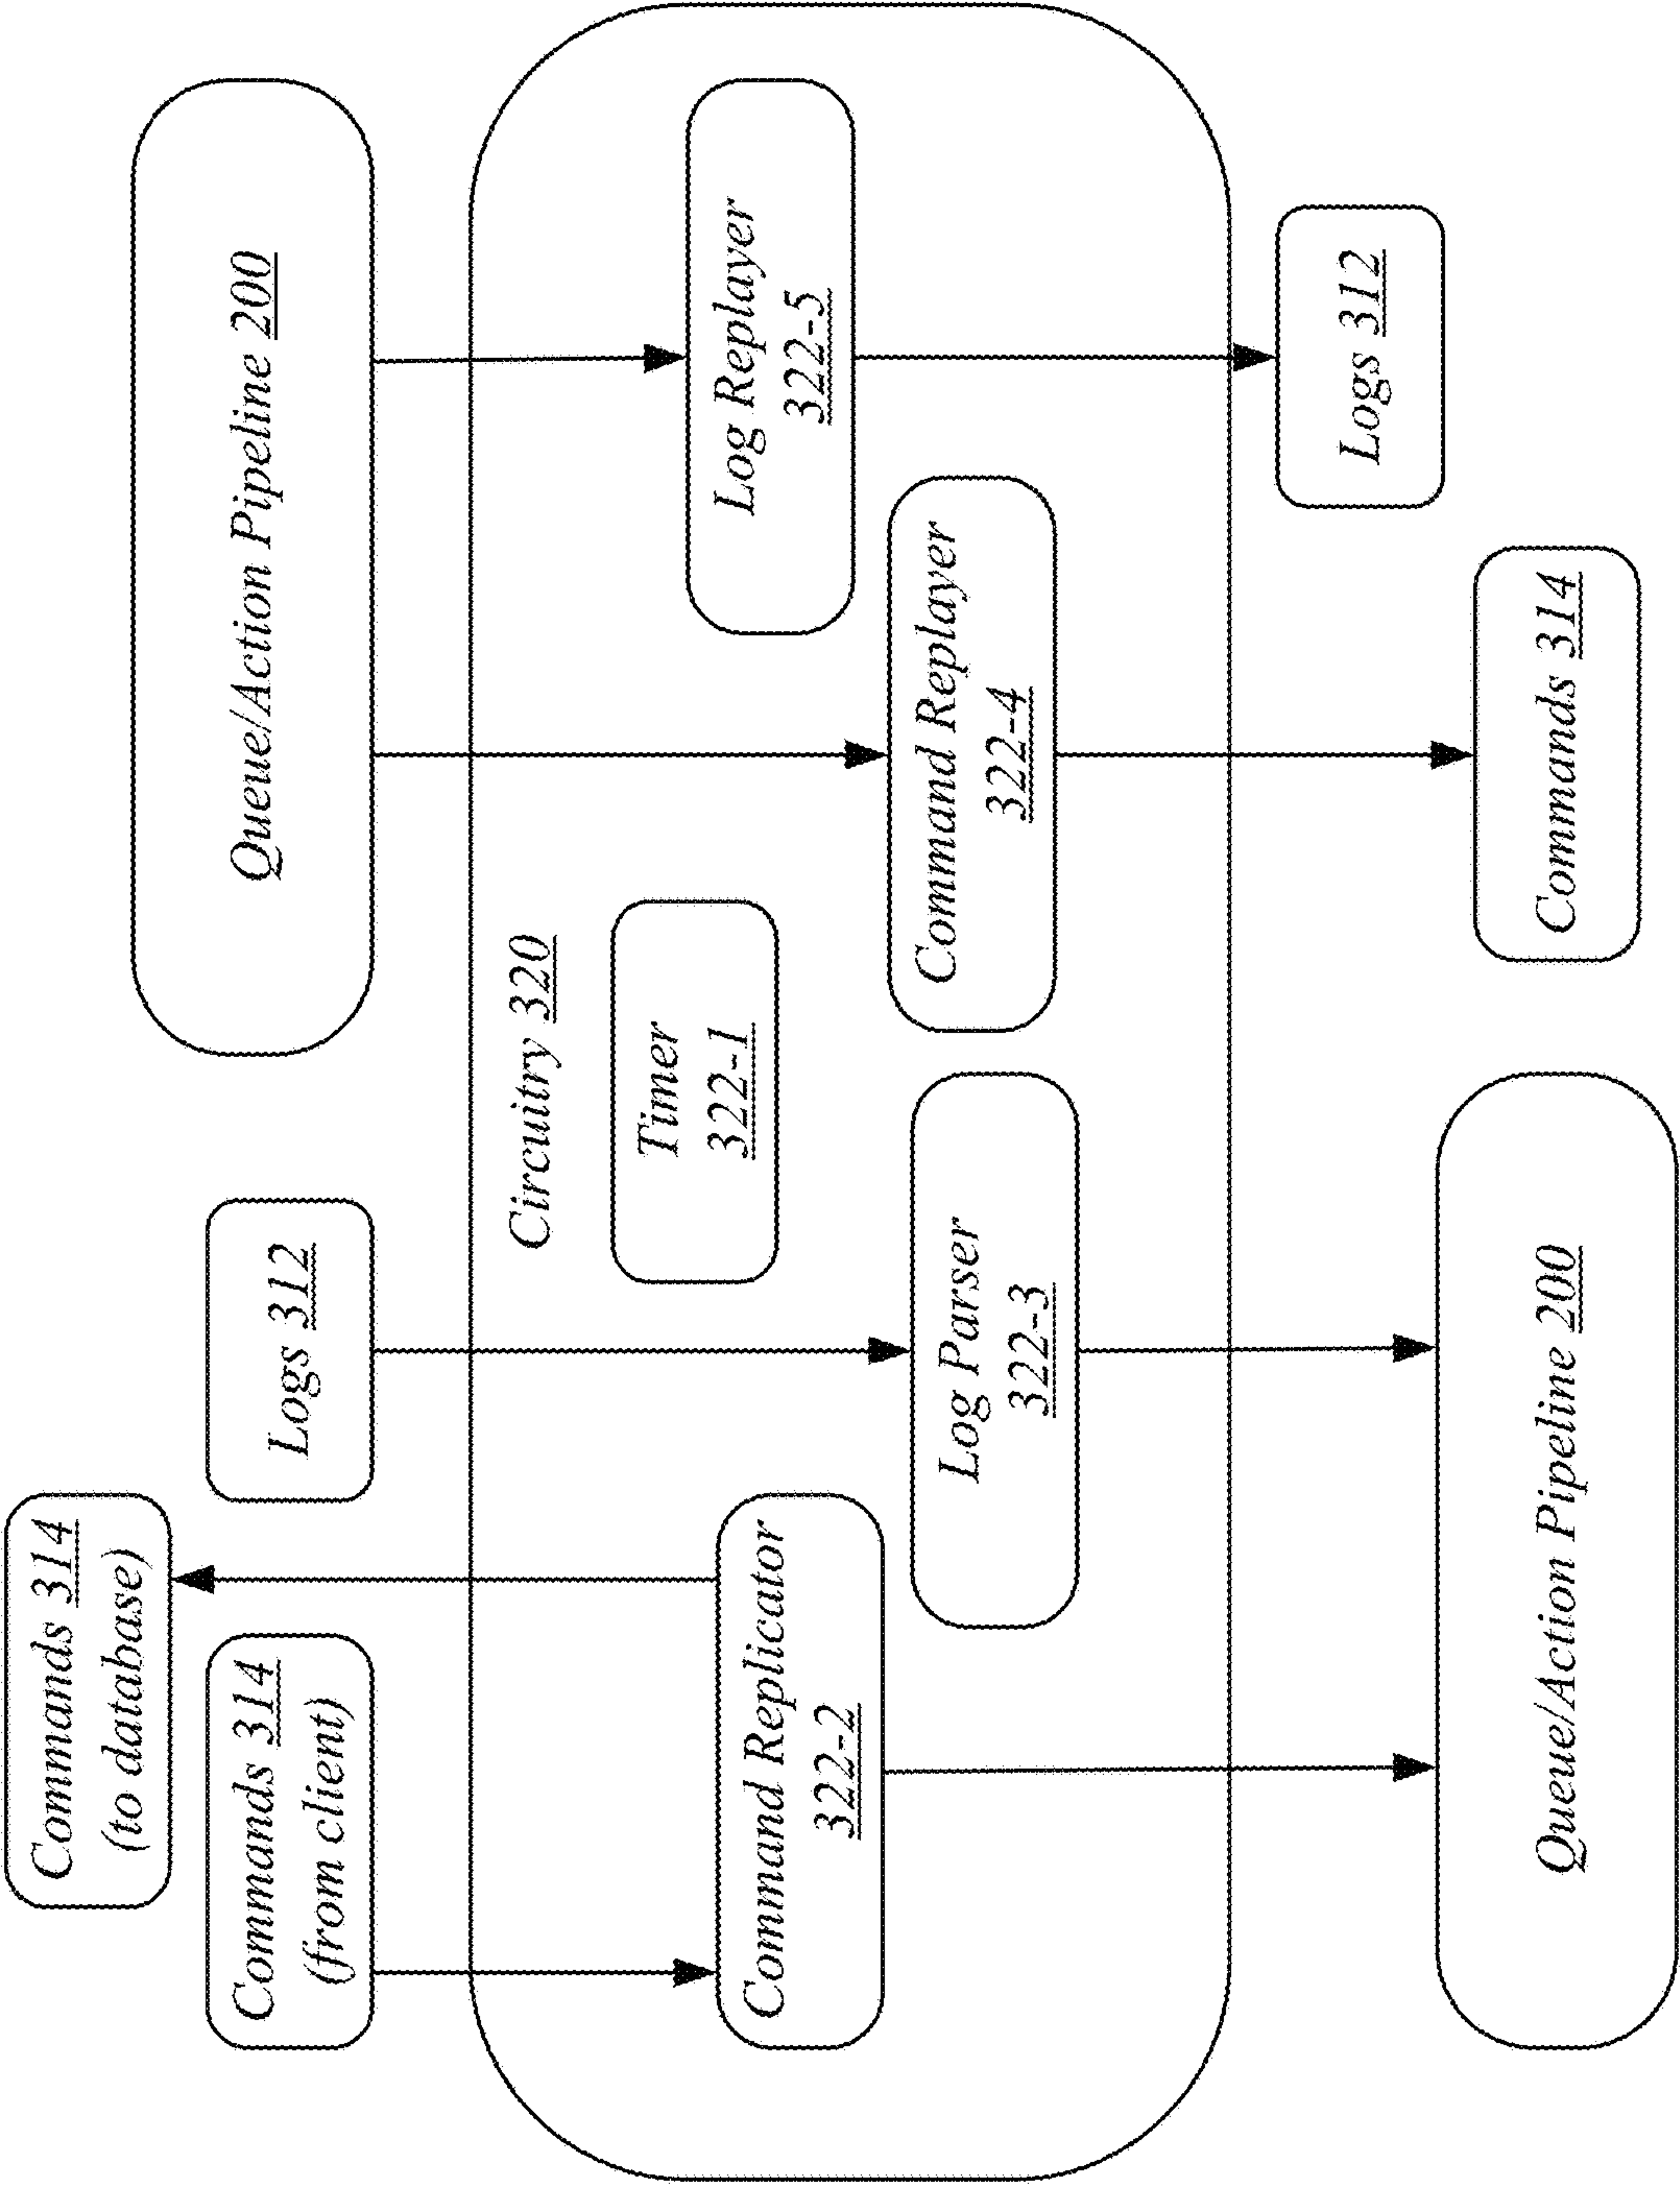 Commands 314
(to database)
Commands 314
(from client)
Logs 312
Queue/Action Pipeline 200
Circuitry 320
Timer
322-1
Command Replicator
322-2
Log Parser
322-3
Command Replayer
322-4
Log Replayer
322-5
Queue/Action Pipeline 200
Commands 314
Logs 312